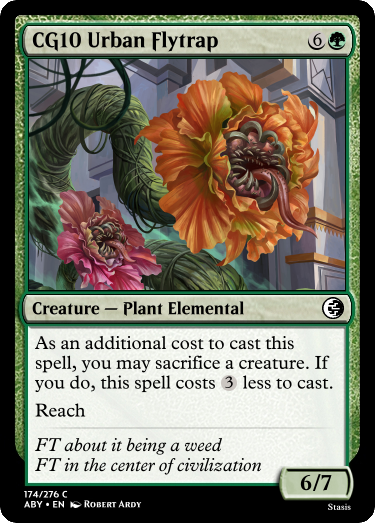 CG10 Urban Flytrap 6
Creature — Plant Elemental
As an additional cost to cast this
spell, you may sacrifice a creature. If
you do, this spell costs 3 less to cast.
Reach
FT about it being a weed
FT in the center of civilization
6/7
174/276 C
ABY • EN Robert Ardy
Stasis